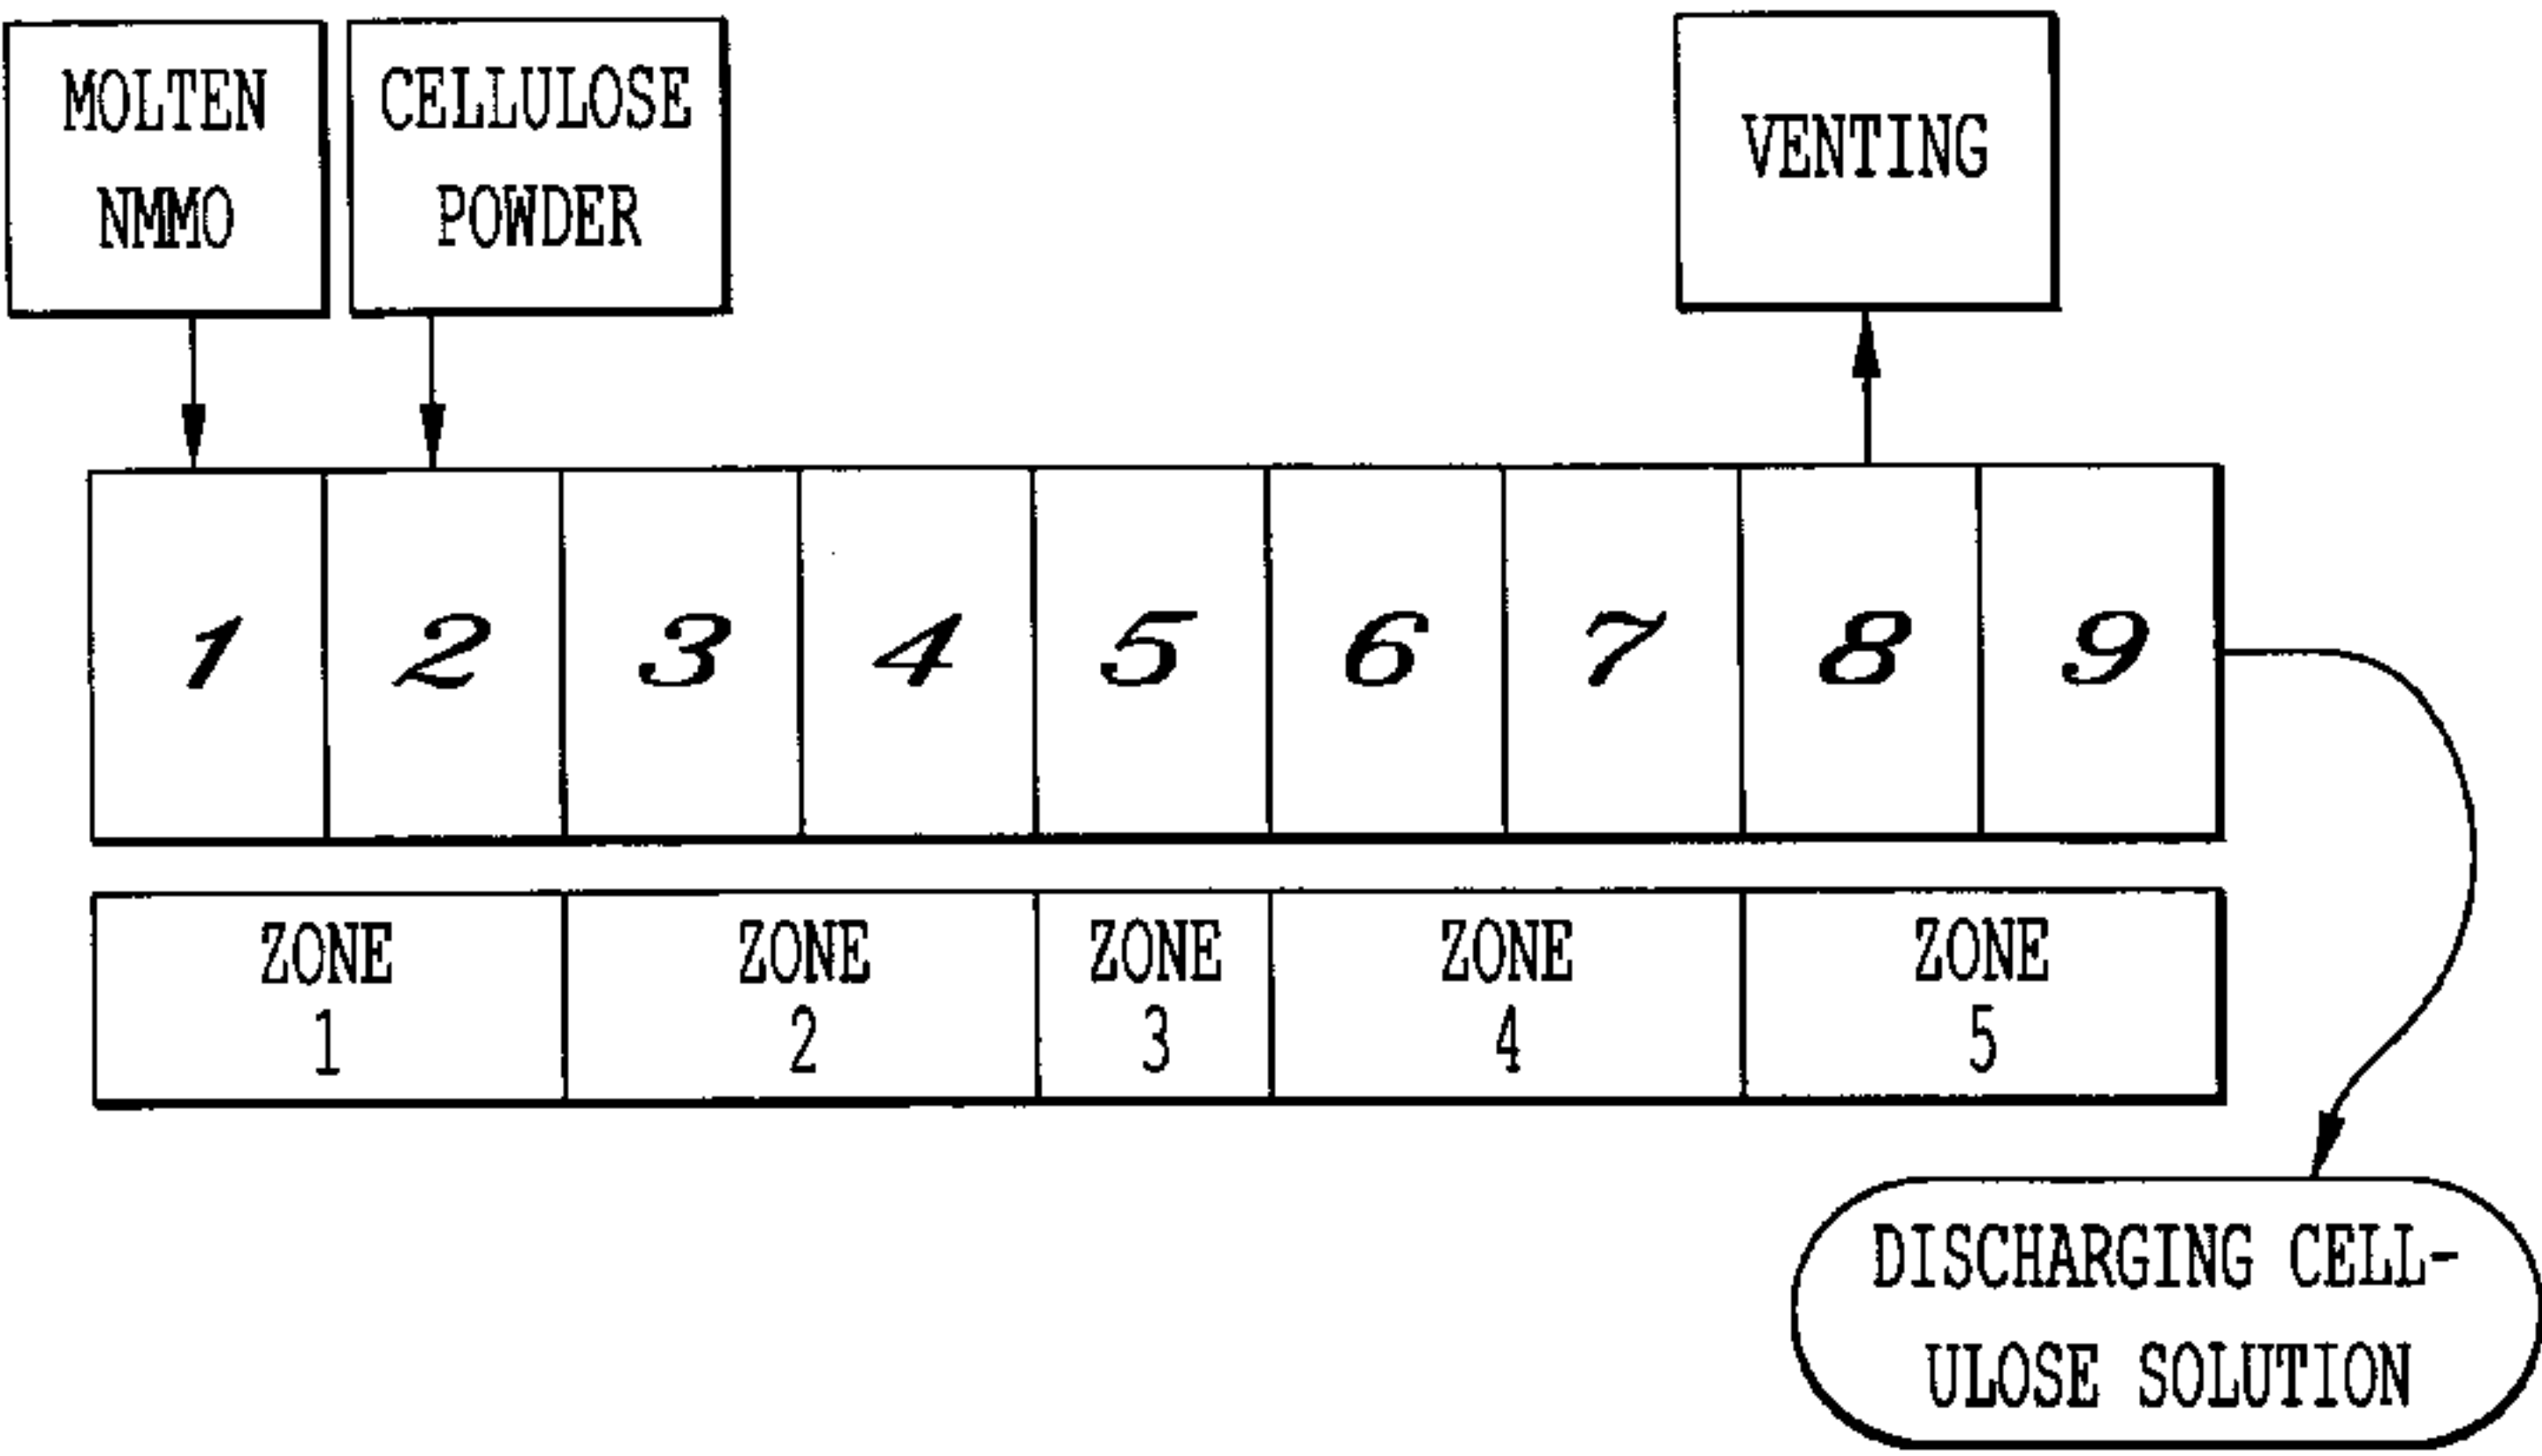 MOLTEN
NMMO
CELLULOSE
POWDER
VENTING
1 2 3 4 5 6 7 8 9
ZONE ZONE ZONE ZONE ZONE
1 2 3 4 5
DISCHARGING CELL-
ULOSE SOLUTION